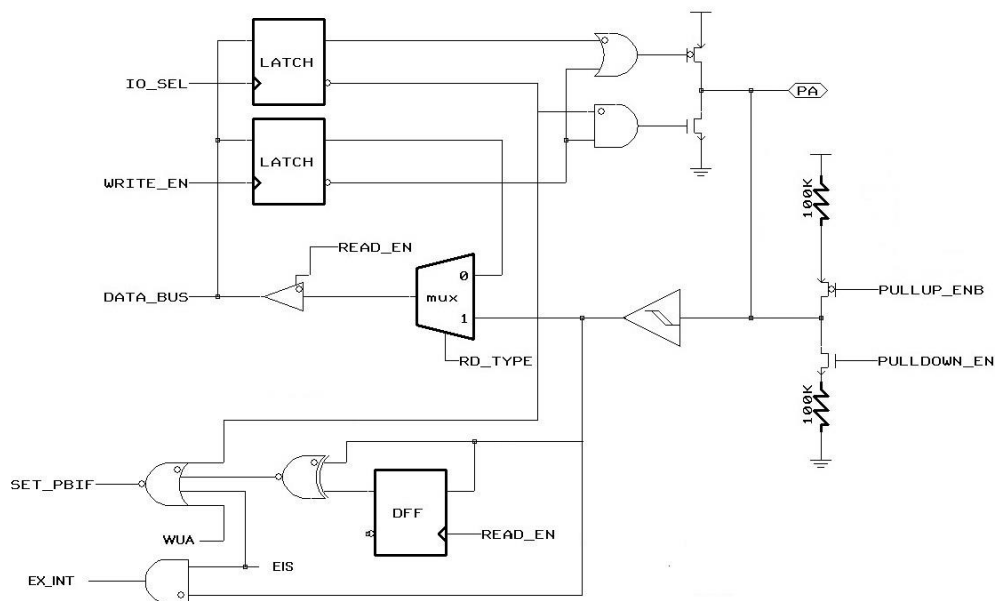 LATCH
IO_SEL
PA
LATCH
WRITE_EN
100K
READ_EN
0
DATA_BUS
mux
PULLUP_ENB
1
RD_TYPE
PULLDOWN_EN
100K
SET_PBIF
DFF
READ_EN
WUA
EIS
EX_INT